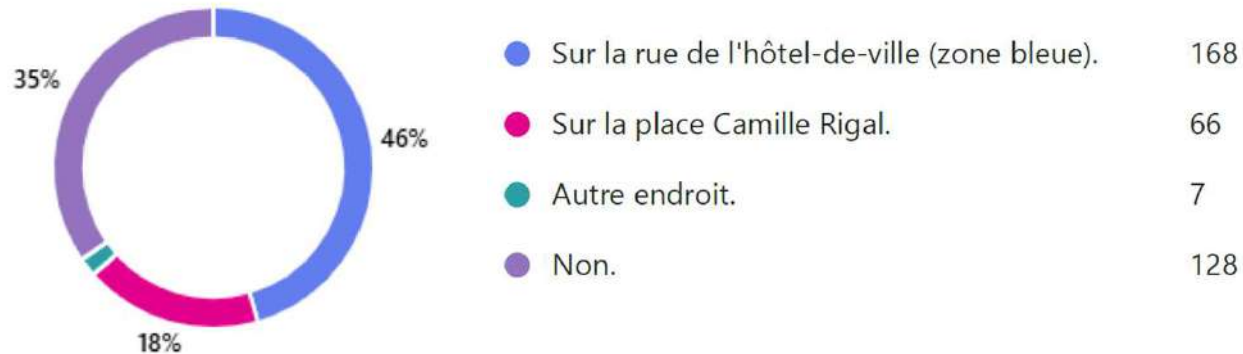 35%
46%
18%
Sur la rue de l'hôtel-de-ville (zone bleue). 168
Sur la place Camille Rigal. 66
Autre endroit. 7
Non. 128